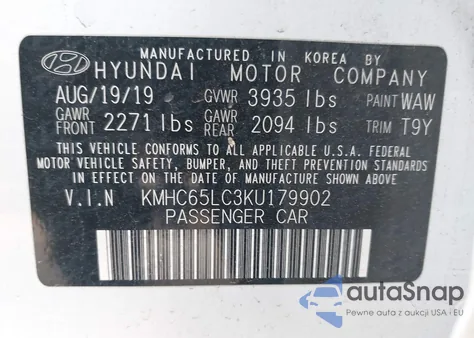 MANUFACTURED IN KOREA BY
HYUNDAI MOTOR COMPANY
AUG/19/19 GVWR 3935 lbs PAINT WAW
GAWR FRONT 2271 lbs GAWR REAR 2094 lbs TRIM T9Y
THIS VEHICLE CONFORMS TO ALL APPLICABLE U.S.A. FEDERAL
MOTOR VEHICLE SAFETY, BUMPER, AND THEFT PREVENTION
STANDARDS IN EFFECT ON THE DATE OF MANUFACTURE SHOWN ABOVE.
V.I.N KMHC65LC3KU179902
PASSENGER CAR
autoSnap
Pewne auta z aukcji USA i EU